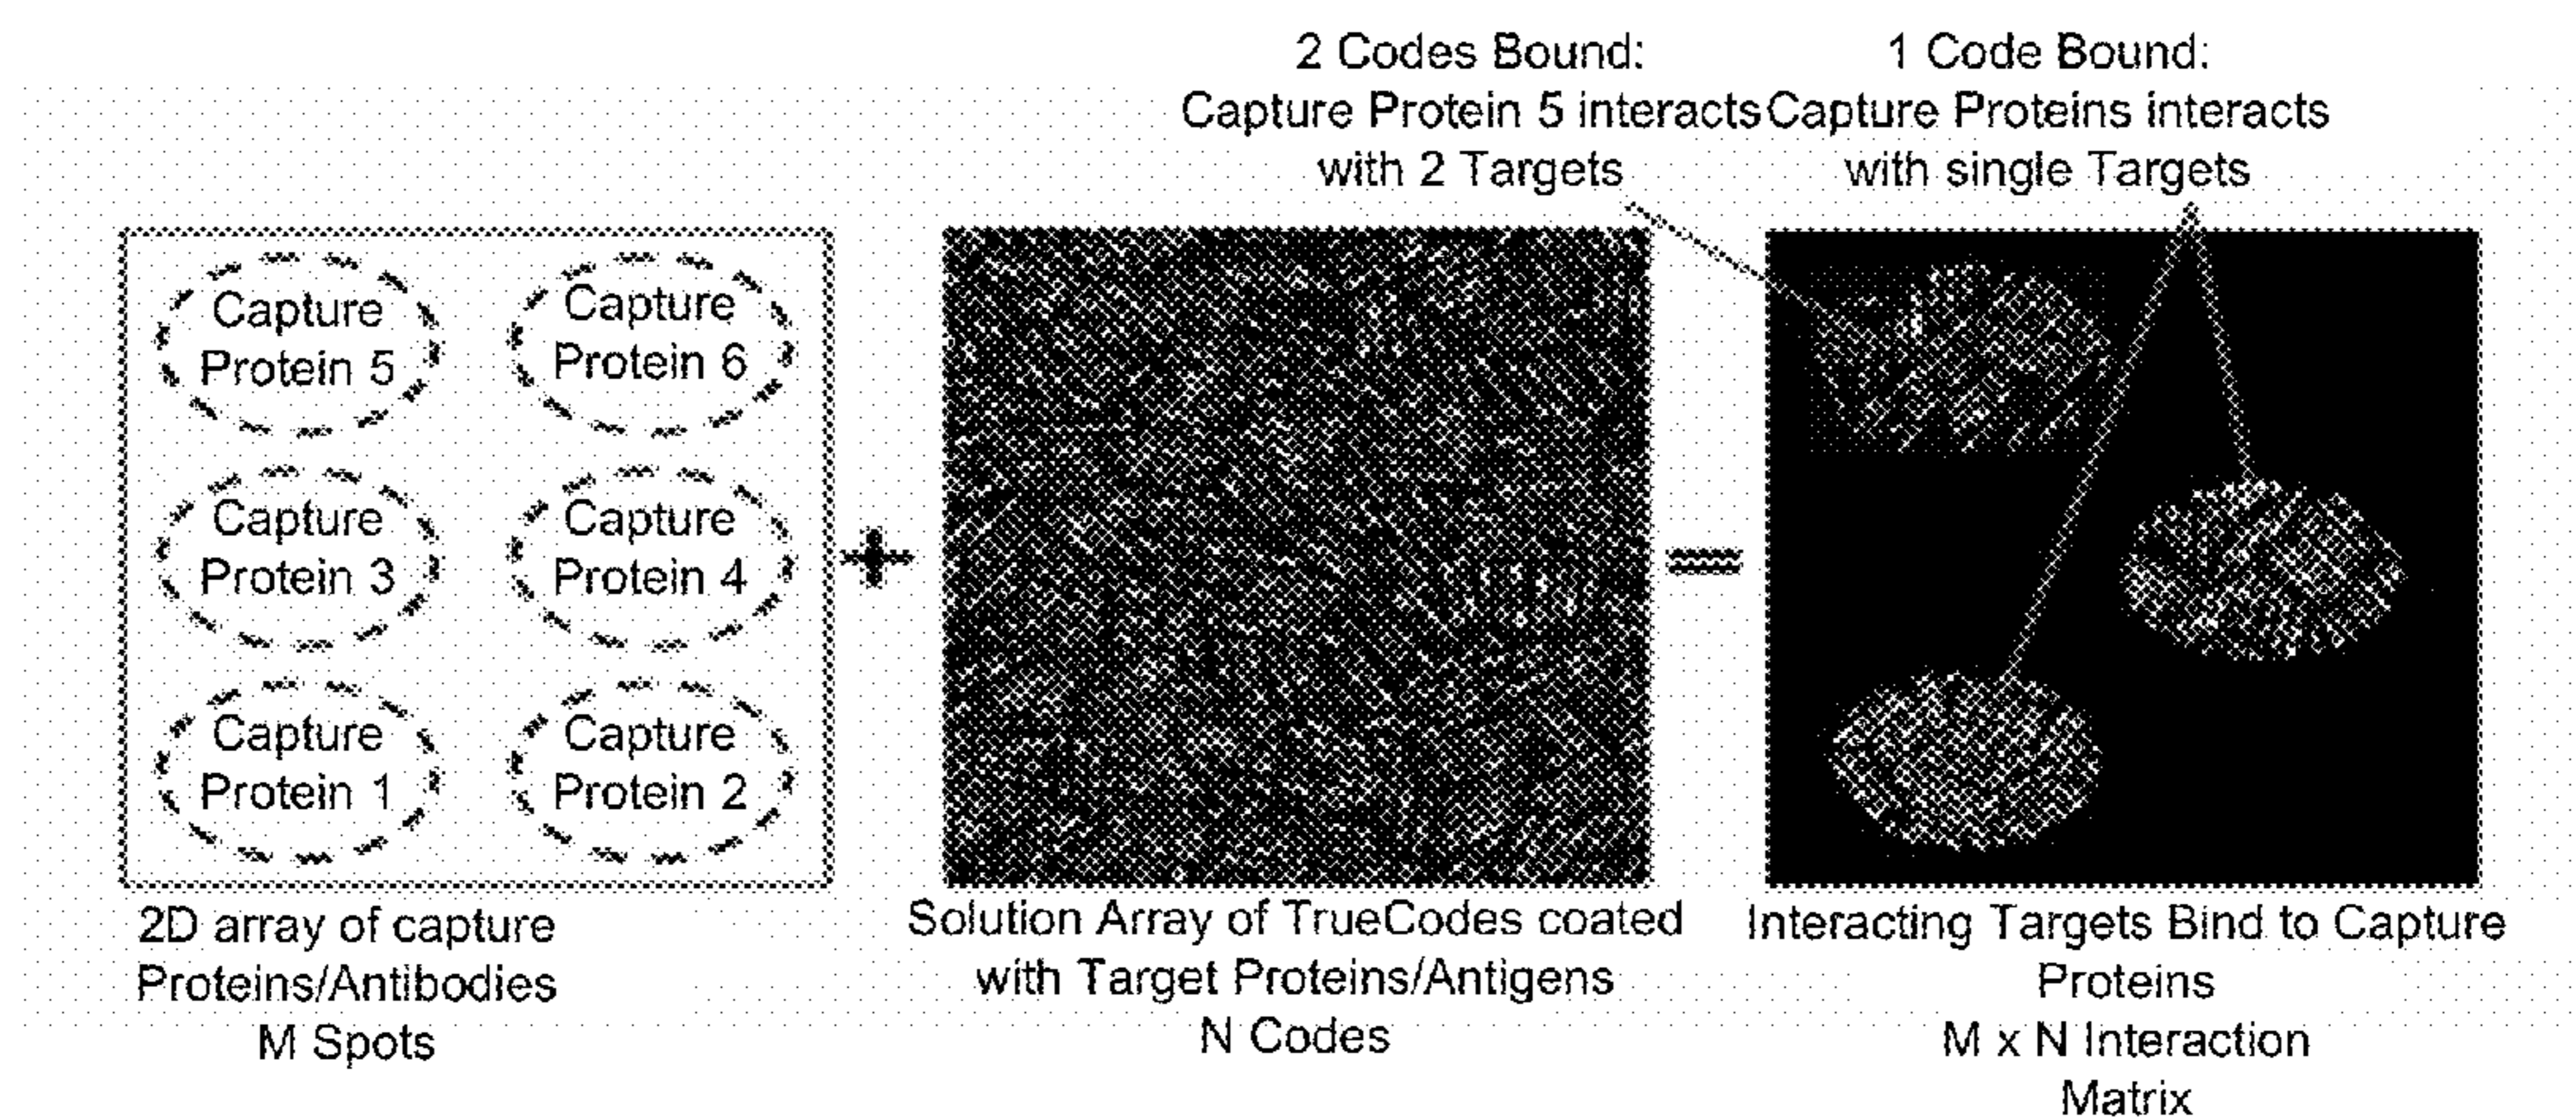 2 Codes Bound:
Capture Protein 5 interacts
with 2 Targets
1 Code Bound:
Capture Proteins interacts
with single Targets
Capture
Protein 5
Capture
Protein 6
Capture
Protein 3
Capture
Protein 4
Capture
Protein 1
Capture
Protein 2
+
=
2D array of capture
Proteins/Antibodies
M Spots
Solution Array of TrueCodes coated
with Target Proteins/Antigens
N Codes
Interacting Targets Bind to Capture
Proteins
M x N Interaction
Matrix